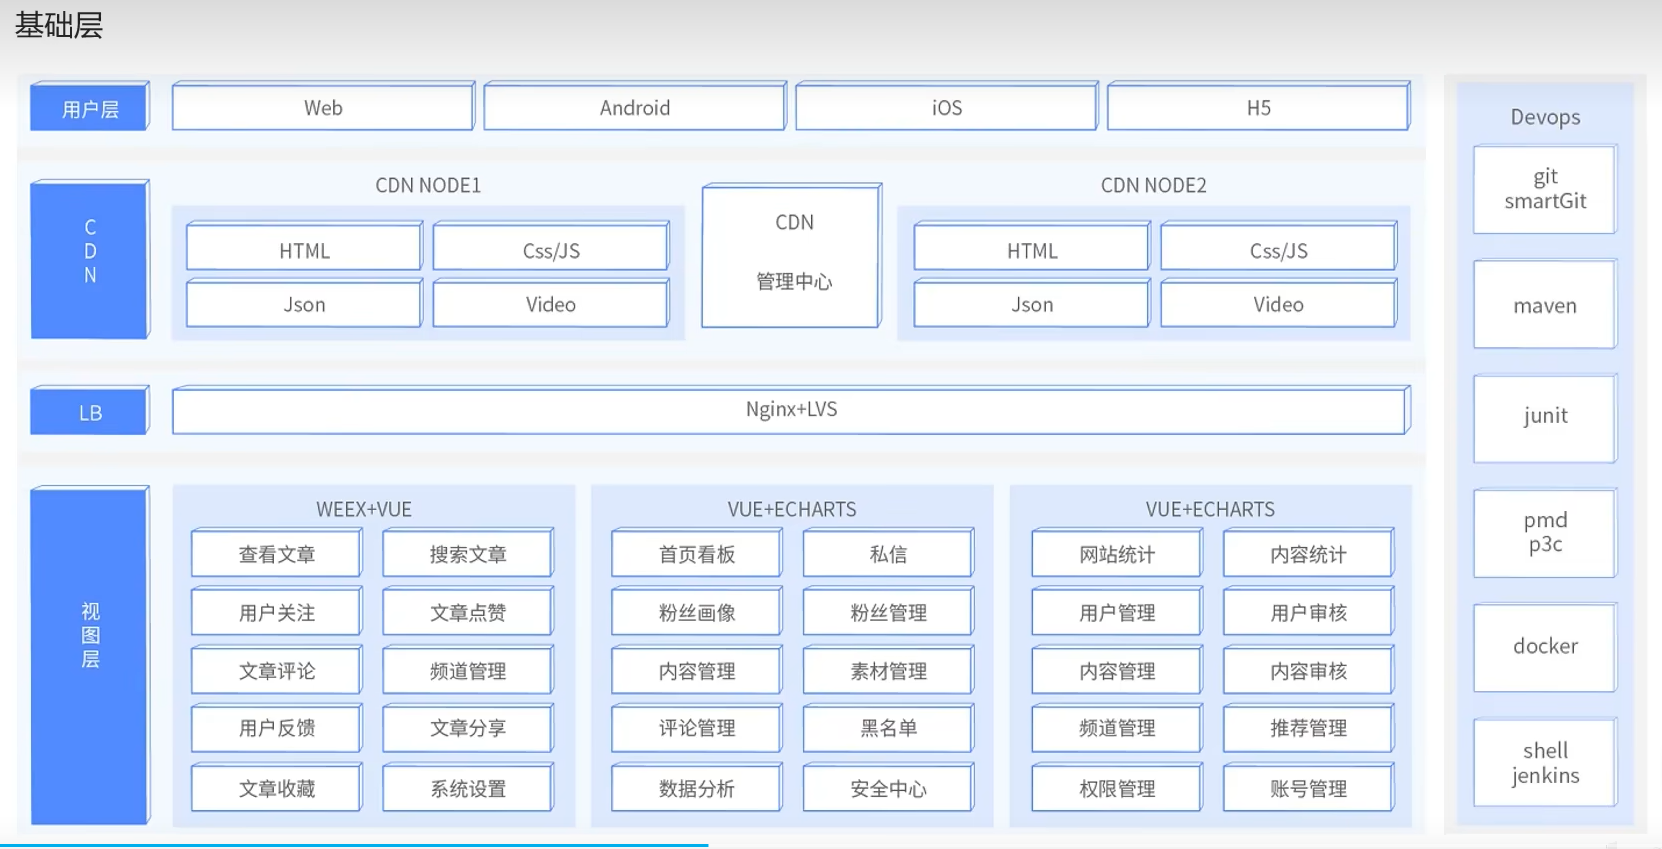 基础层
用户层
Web
Android
iOS
H5
C
D
N
CDN NODE1
HTML
Css/JS
Json
Video
CDN
管理中心
CDN NODE2
HTML
Css/JS
Json
Video
LB
Nginx+LVS
视
图
层
WEEX+VUE
查看文章
搜索文章
用户关注
文章点赞
文章评论
频道管理
用户反馈
文章分享
文章收藏
系统设置
VUE+ECHARTS
首页看板
私信
粉丝画像
粉丝管理
内容管理
素材管理
评论管理
黑名单
数据分析
安全中心
VUE+ECHARTS
网站统计
内容统计
用户管理
用户审核
内容管理
内容审核
频道管理
推荐管理
权限管理
账号管理
Devops
git
smartGit
maven
junit
pmd
p3c
docker
shell
jenkins